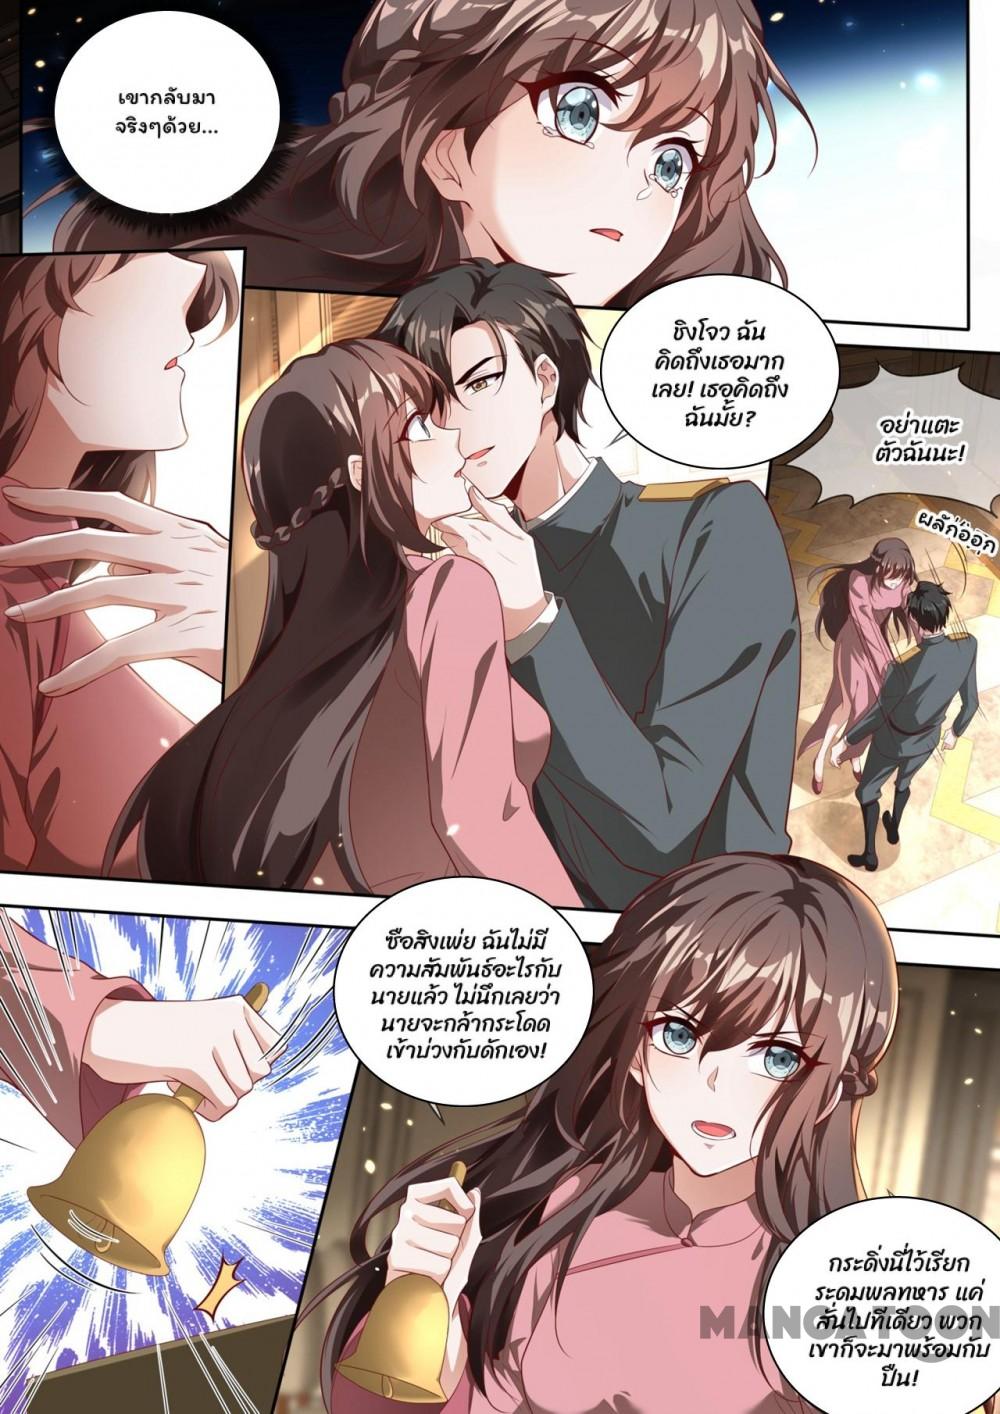 เขากลับมา
จริงๆด้วย...
ชิงโจว ฉัน
คิดถึงเธอมาก
เลย! เธอคิดถึง
ฉันมั้ย?
อย่าแตะ
ตัวฉันนะ!
ผลักอ๊อก
ซือสิงเพ่ย ฉันไม่มี
ความสัมพันธ์อะไรกับ
นายแล้ว ไม่นึกเลยว่า
นายจะกล้ากระโดด
เข้าบ่วงกับดักเอง!
กระดิ่งนี่ไว้เรียก
ระดมพลทหาร แค่
ลั่นไปทีเดียว พวก
เขาก็จะมาพร้อมกับ
ปืน!
MANGATOON